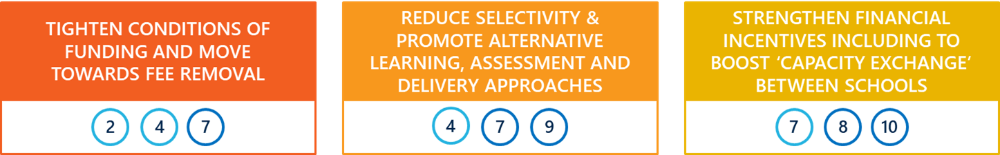 TIGHTEN CONDITIONS OF
FUNDING AND MOVE
TOWARDS FEE REMOVAL
2 4 7
REDUCE SELECTIVITY &
PROMOTE ALTERNATIVE
LEARNING, ASSESSMENT AND
DELIVERY APPROACHES
4 7 9
STRENGTHEN FINANCIAL
INCENTIVES INCLUDING TO
BOOST ‘CAPACITY EXCHANGE’
BETWEEN SCHOOLS
7 8 10